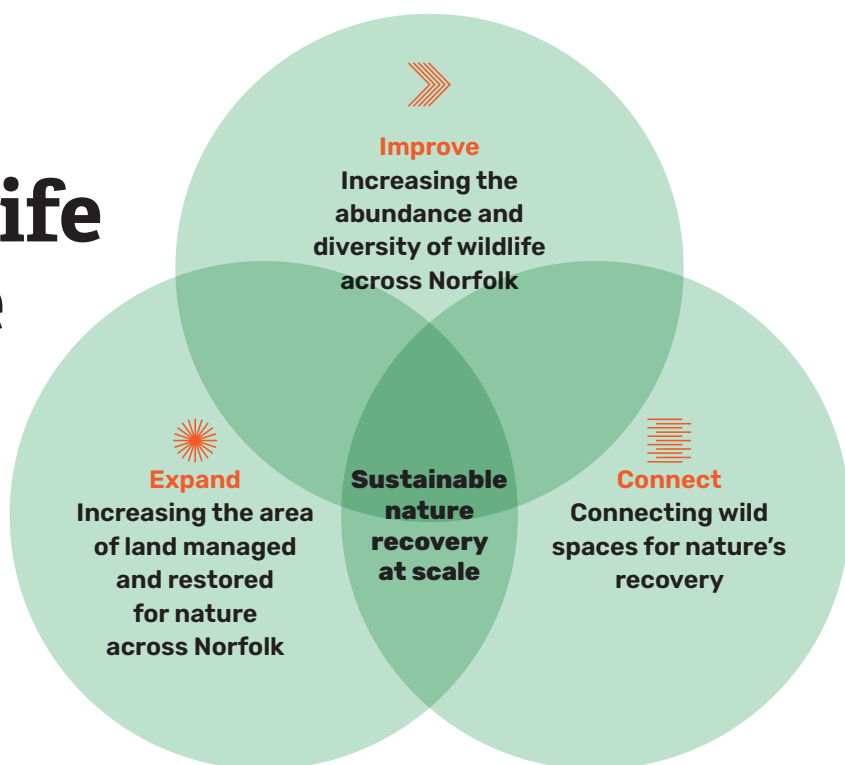 ife
e
Improve
Increasing the
abundance and
diversity of wildlife
across Norfolk
Expand
Increasing the area
of land managed
and restored
for nature
across Norfolk
Sustainable
nature
recovery
at scale
Connect
Connecting wild
spaces for nature's
recovery